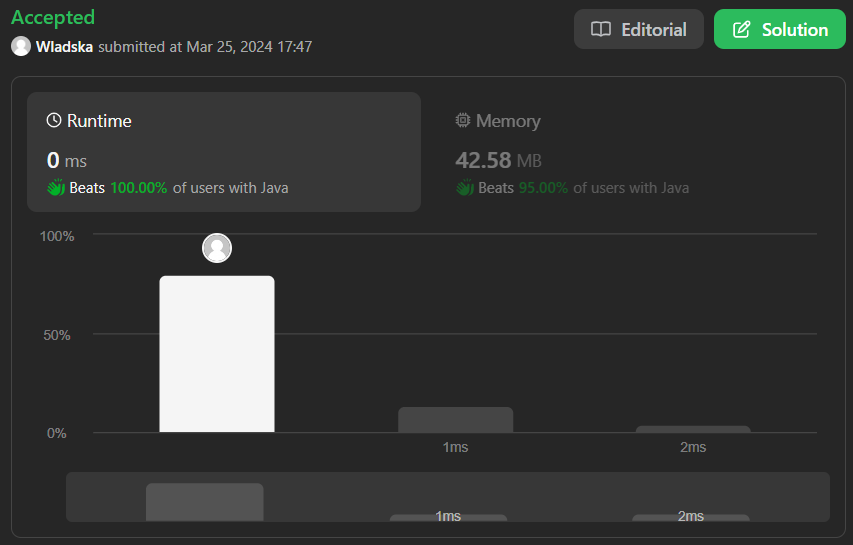 Accepted
Editorial
Solution
Wladska submitted at Mar 25, 2024 17:47
Runtime
Memory
0 ms
42.58 MB
Beats 100.00% of users with Java
Beats 95.00% of users with Java
100%
50%
0%
1ms
2ms
1ms
2ms